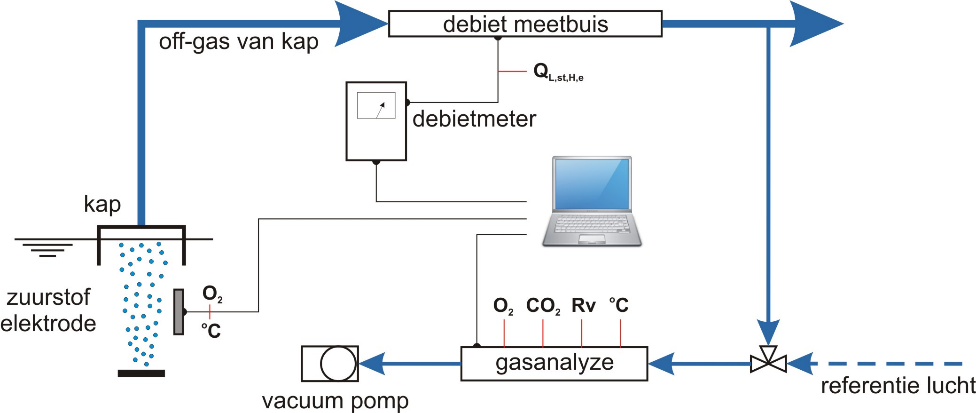 debiet meetbuis
off-gas van kap
Q L,st,H,e
debietmeter
kap
zuurstof
elektrode
O2
°C
O2 CO2 Rv °C
gasanalyze
vacuum pomp
referentie lucht